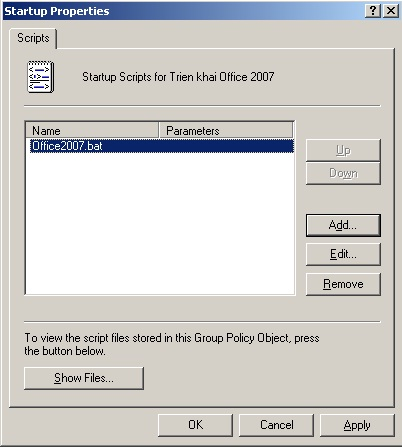 Startup Properties
Scripts
Startup Scripts for Trien khai Office 2007
Name Parameters
Office2007.bat
Up
Down
Add...
Edit...
Remove
To view the script files stored in this Group Policy Object, press
the button below.
Show Files...
OK Cancel Apply